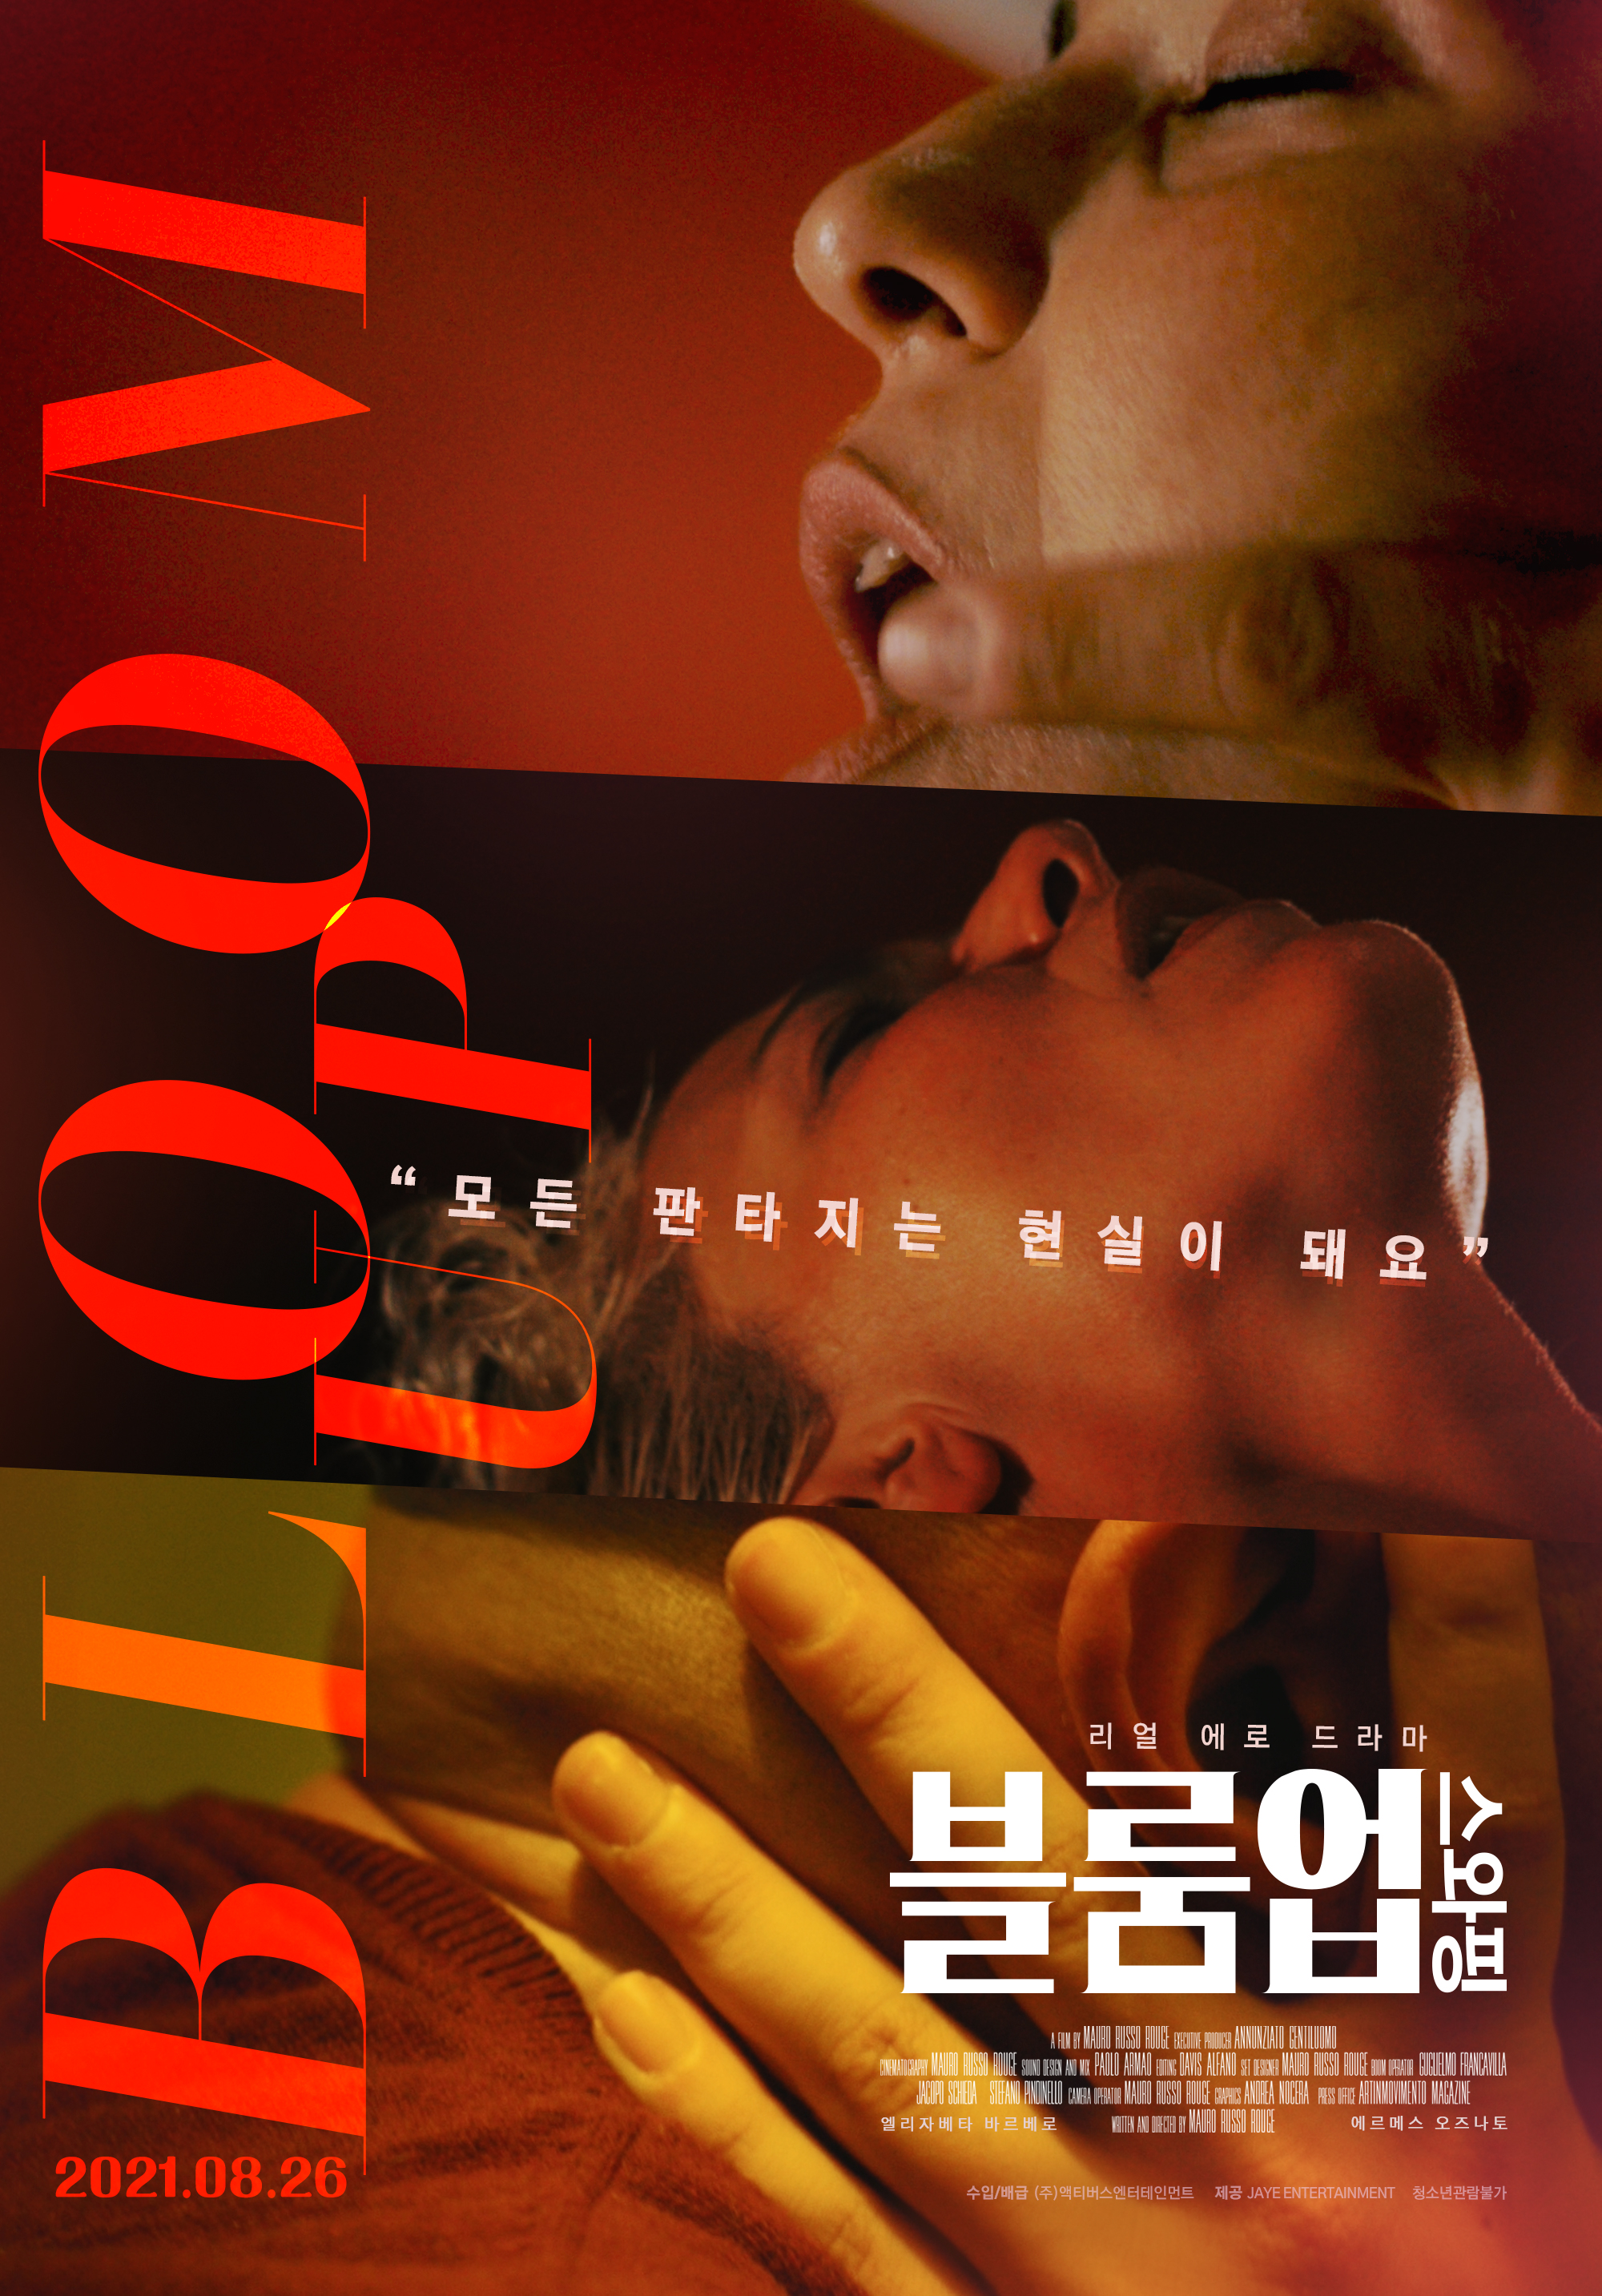 BLOOM
UP
“모든 판타지는 현실이 돼요”
리얼 에로 드라마
블룸업
스와핑
A FILM BY MAURO RUSSO ROUGE EXECUTIVE PRODUCER ANNUNZIATO GENTILUOMO
CINEMATOGRAPHY MAURO RUSSO ROUGE SOUND DESIGN AND MIX PAOLO ARMAO EDITING DAVIS ALFANO SET DESIGNER MAURO RUSSO ROUGE BOOM OPERATOR GUGLIELMO FRANCAVILLA
JACOPO SCHIEDA STEFANO PINDINELLO CAMERA OPERATOR MAURO RUSSO ROUGE GRAPHICS ANDREA NOCERA PRESS OFFICE ARTINMOVIMENTO MAGAZINE
엘리자베타 바르베로 WRITTEN AND DIRECTED BY MAURO RUSSO ROUGE 에르메스 오즈나토
2021.08.26
수입/배급 (주)액티버스엔터테인먼트 제공 JAYE ENTERTAINMENT 청소년관람불가